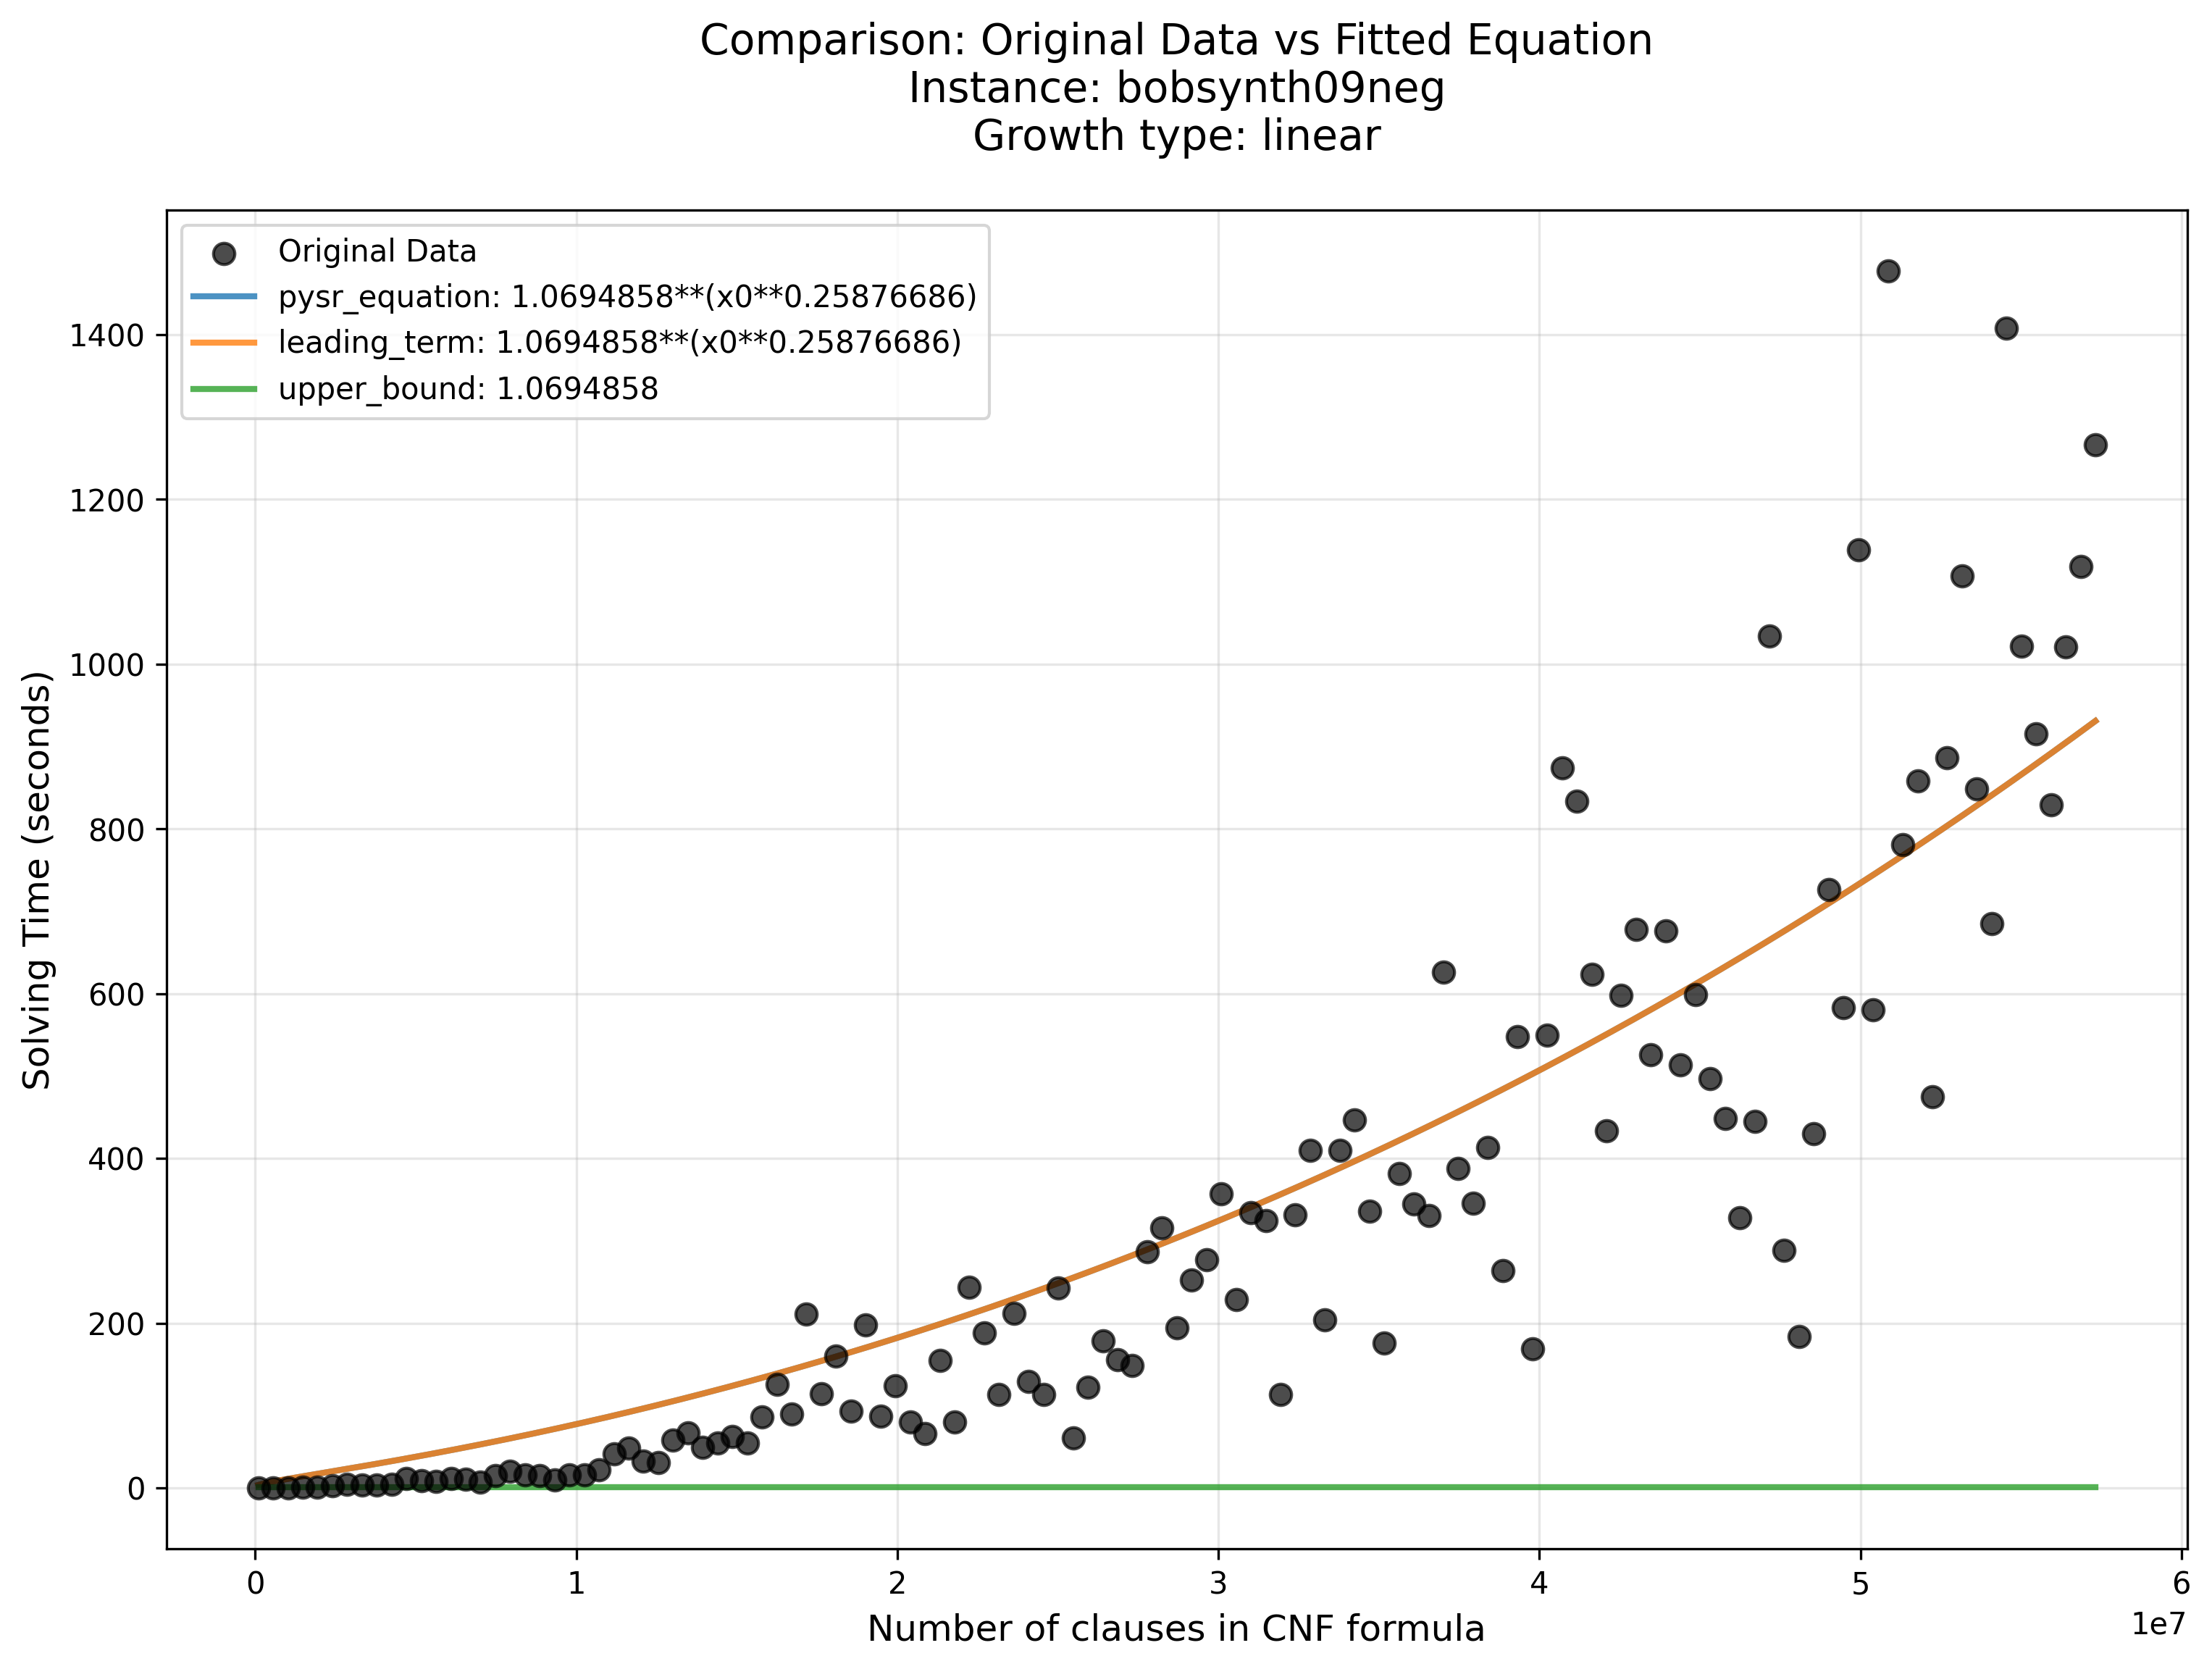 Comparison: Original Data vs Fitted Equation
Instance: bobsynth09neg
Growth type: linear
Original Data
pysr_equation: 1.0694858**(x0**0.25876686)
leading_term: 1.0694858**(x0**0.25876686)
upper_bound: 1.0694858
Solving Time (seconds)
1400
1200
1000
800
600
400
200
0
0 1 2 3 4 5 6
1e7
Number of clauses in CNF formula